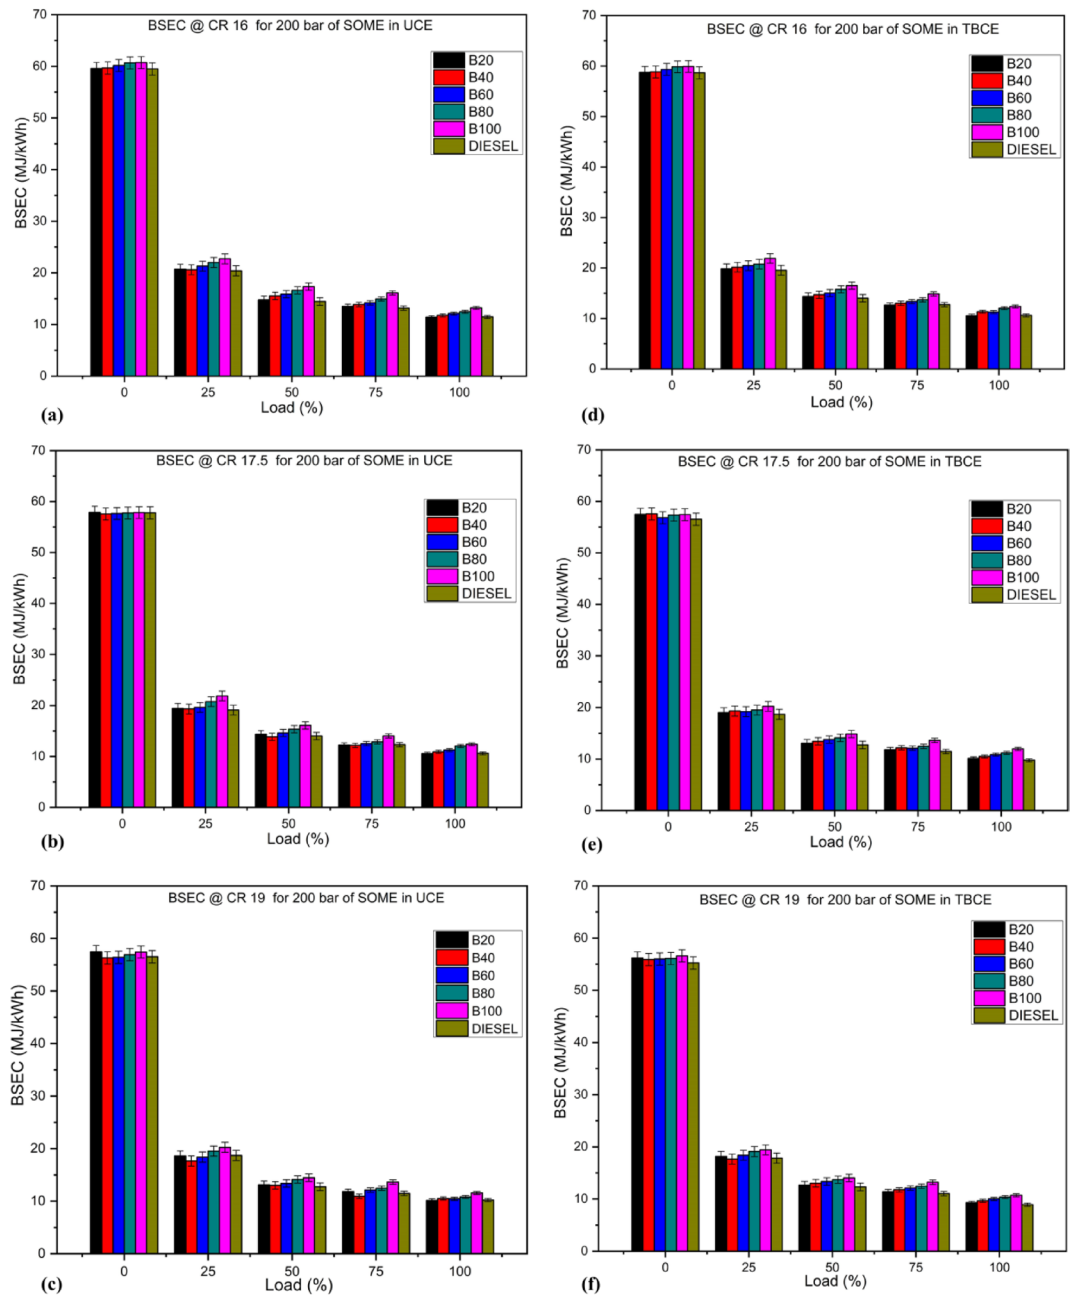 BSEC @ CR 16 for 200 bar of SOME in UCE
70
60
50
40
30
20
10
0
BSEC (MJ/kWh)
B20
B40
B60
B80
B100
DIESEL
0 25 50 75 100
Load (%)
(a)
BSEC @ CR 16 for 200 bar of SOME in TBCE
70
60
50
40
30
20
10
0
BSEC (MJ/kWh)
B20
B40
B60
B80
B100
DIESEL
0 25 50 75 100
Load (%)
(d)
BSEC @ CR 17.5 for 200 bar of SOME in UCE
70
60
50
40
30
20
10
0
BSEC (MJ/kWh)
B20
B40
B60
B80
B100
DIESEL
0 25 50 75 100
Load (%)
(b)
BSEC @ CR 17.5 for 200 bar of SOME in TBCE
70
60
50
40
30
20
10
0
BSEC (MJ/kWh)
B20
B40
B60
B80
B100
DIESEL
0 25 50 75 100
Load (%)
(e)
BSEC @ CR 19 for 200 bar of SOME in UCE
70
60
50
40
30
20
10
0
BSEC (MJ/kWh)
B20
B40
B60
B80
B100
DIESEL
0 25 50 75 100
Load (%)
(c)
BSEC @ CR 19 for 200 bar of SOME in TBCE
70
60
50
40
30
20
10
0
BSEC (MJ/kWh)
B20
B40
B60
B80
B100
DIESEL
0 25 50 75 100
Load (%)
(f)